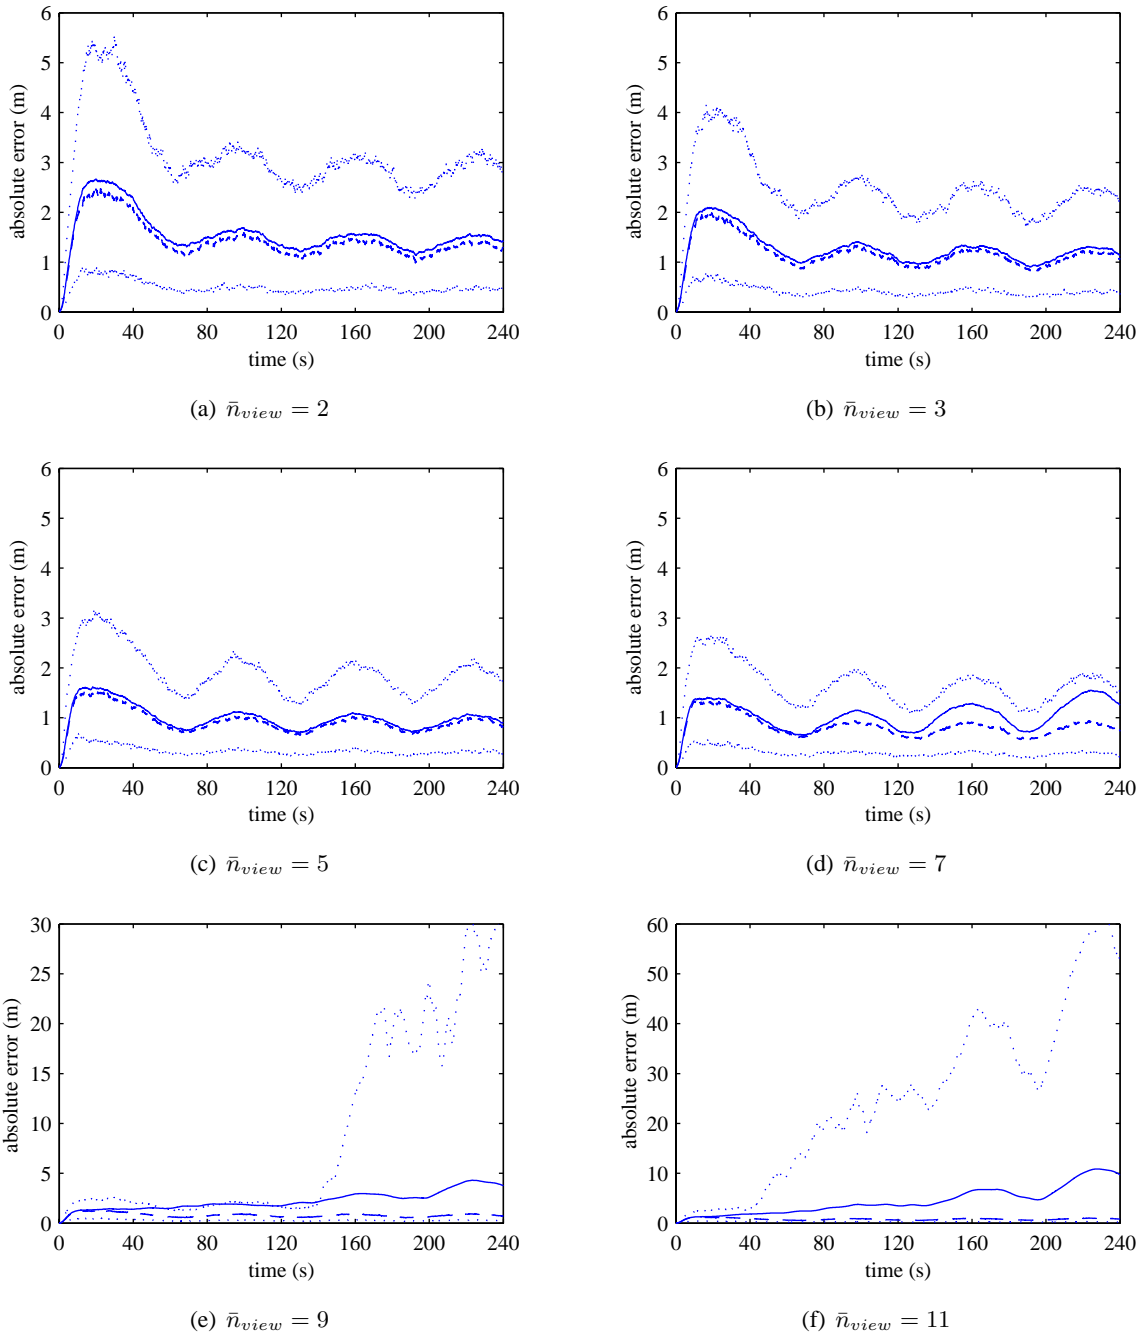 6
5
4
3
2
1
0
absolute error (m)
0 40 80 120 160 200 240
time (s)
(a) n̄view = 2
6
5
4
3
2
1
0
absolute error (m)
0 40 80 120 160 200 240
time (s)
(b) n̄view = 3
6
5
4
3
2
1
0
absolute error (m)
0 40 80 120 160 200 240
time (s)
(c) n̄view = 5
6
5
4
3
2
1
0
absolute error (m)
0 40 80 120 160 200 240
time (s)
(d) n̄view = 7
30
25
20
15
10
5
0
absolute error (m)
0 40 80 120 160 200 240
time (s)
(e) n̄view = 9
60
50
40
30
20
10
0
absolute error (m)
0 40 80 120 160 200 240
time (s)
(f) n̄view = 11